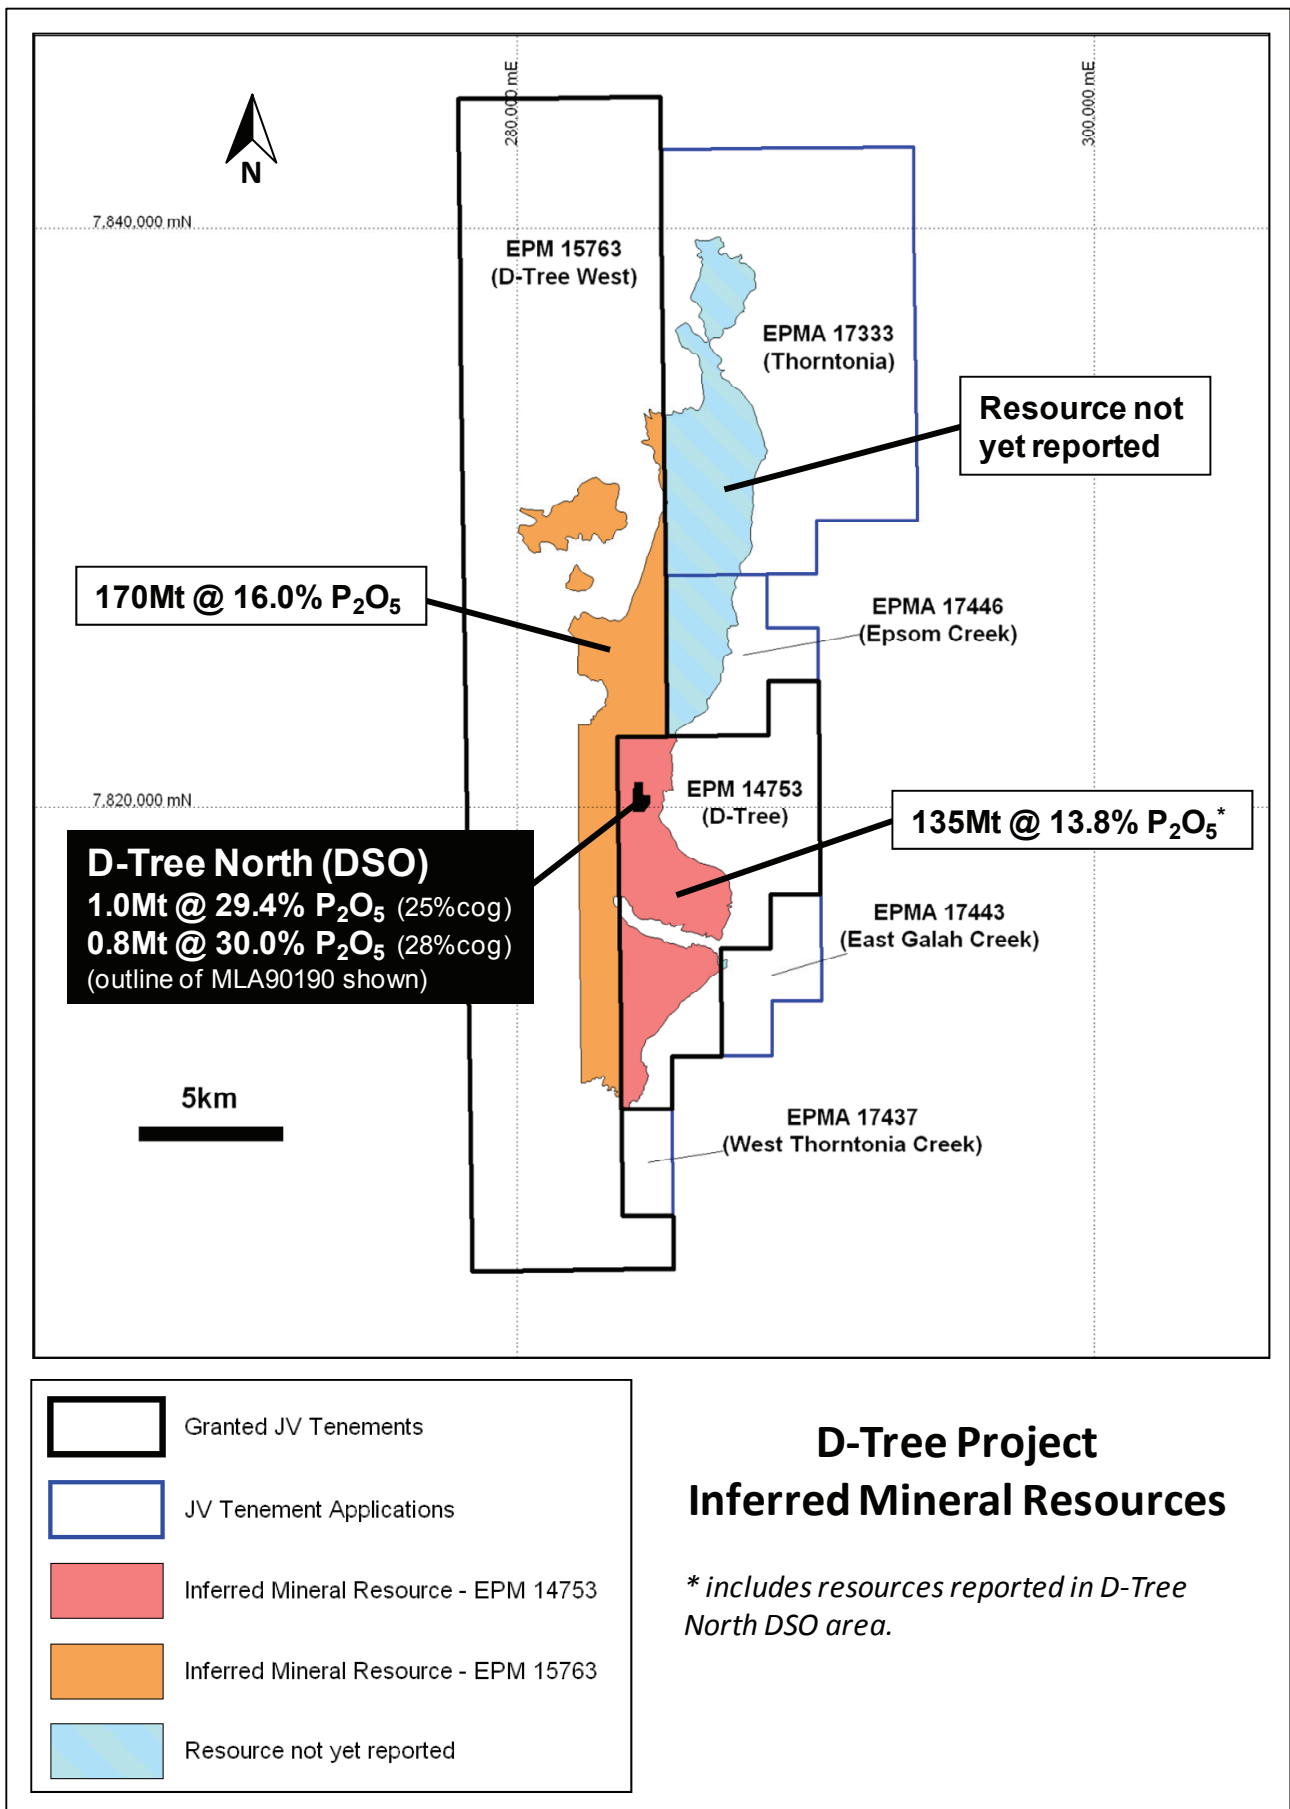 280,000 mE
300,000 mE
N
7,840,000 mN
EPM 15763
(D-Tree West)
EPMA 17333
(Thorntonia)
Resource not
yet reported
170Mt @ 16.0% P₂O₅
EPMA 17446
(Epsom Creek)
7,820,000 mN
EPM 14753
(D-Tree)
135Mt @ 13.8% P₂O₅*
D-Tree North (DSO)
1.0Mt @ 29.4% P₂O₅ (25%cog)
0.8Mt @ 30.0% P₂O₅ (28%cog)
(outline of MLA90190 shown)
EPMA 17443
(East Galah Creek)
5km
EPMA 17437
(West Thorntonia Creek)
Granted JV Tenements
JV Tenement Applications
Inferred Mineral Resource - EPM 14753
Inferred Mineral Resource - EPM 15763
Resource not yet reported
D-Tree Project
Inferred Mineral Resources
* includes resources reported in D-Tree
North DSO area.